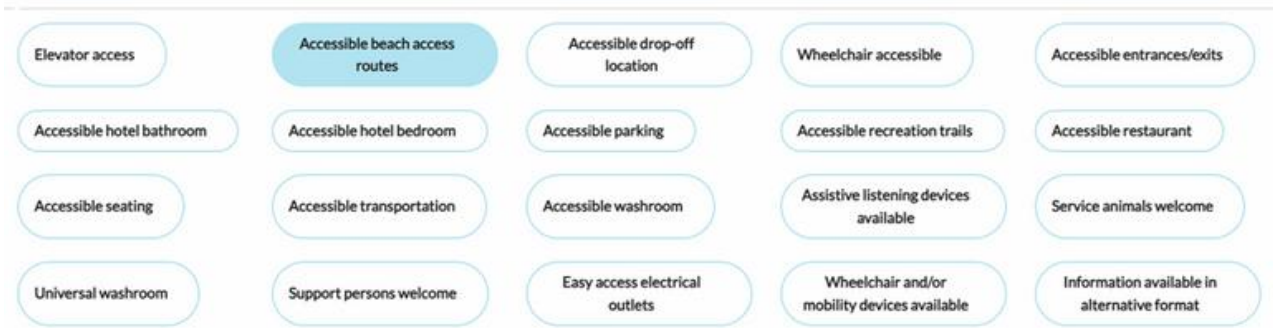 Elevator access
Accessible beach access
routes
Accessible drop-off
location
Wheelchair accessible
Accessible entrances/exits
Accessible hotel bathroom
Accessible hotel bedroom
Accessible parking
Accessible recreation trails
Accessible restaurant
Accessible seating
Accessible transportation
Accessible washroom
Assistive listening devices
available
Service animals welcome
Universal washroom
Support persons welcome
Easy access electrical
outlets
Wheelchair and/or
mobility devices available
Information available in
alternative format